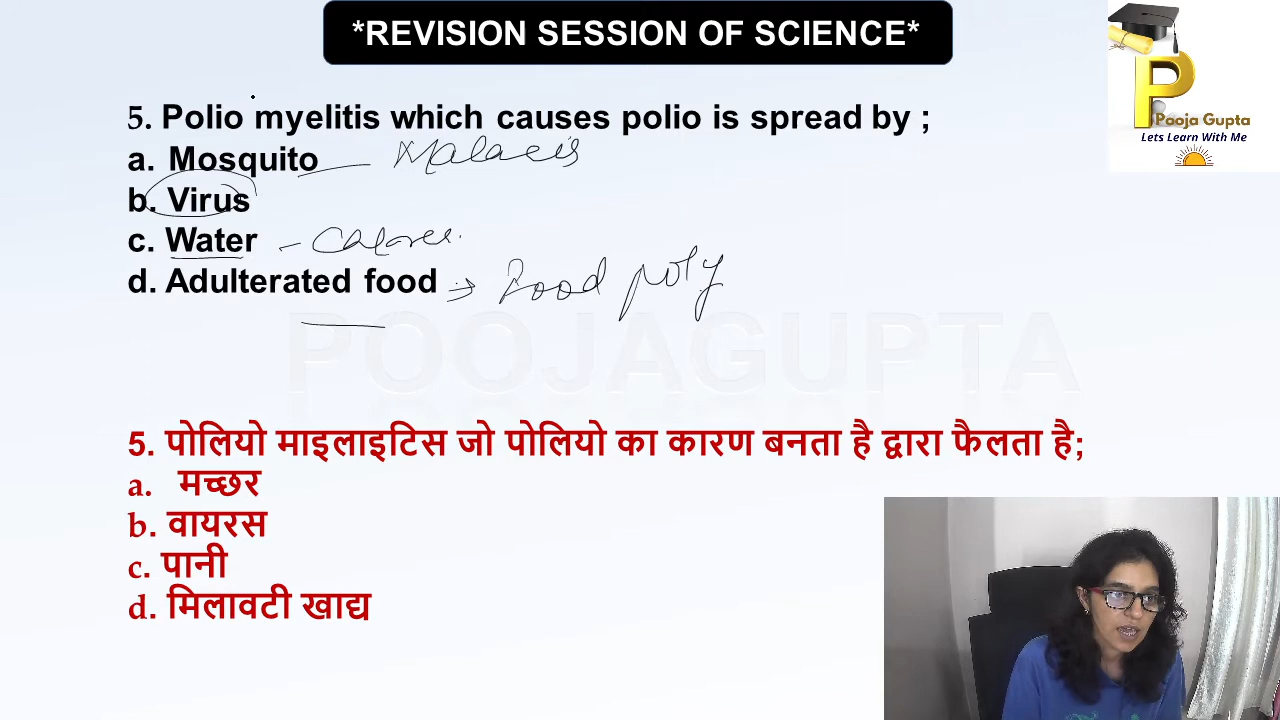 *REVISION SESSION OF SCIENCE*
Pooja Gupta
Lets Learn With Me
5. Polio myelitis which causes polio is spread by ;
a. Mosquito
b. Virus
c. Water
d. Adulterated food → Food poly
POOJAGUPTA
5. पोलियो माइलाइटिस जो पोलियो का कारण बनता है द्वारा फैलता है;
a. मच्छर
b. वायरस
c. पानी
d. मिलावटी खाद्य